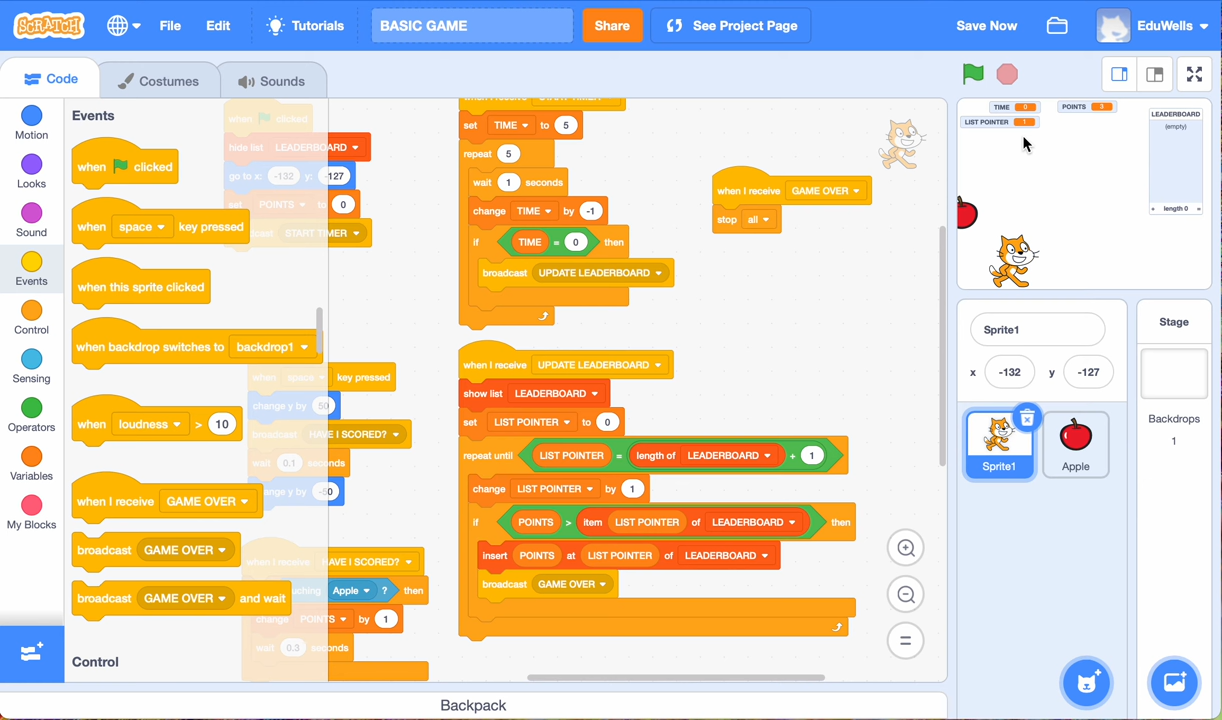 SCRATCH
File
Edit
Tutorials
BASIC GAME
Share
See Project Page
Save Now
EduWells
Code
Costumes
Sounds
Motion
Looks
Sound
Events
Control
Sensing
Operators
Variables
My Blocks
Events
when clicked
when space key pressed
when this sprite clicked
when backdrop switches to backdrop1
when loudness > 10
when I receive GAME OVER
broadcast GAME OVER
broadcast GAME OVER and wait
Control
when clicked
hide list LEADERBOARD
go to x: -132 y: -127
set POINTS to 0
START TIMER
when space key pressed
change y by 50
broadcast HAVE I SCORED?
wait 0.1 seconds
-50
when I receive HAVE I SCORED?
Apple ? then
change POINTS by 1
wait 0.3 seconds
set TIME to 5
repeat 5
wait 1 seconds
change TIME by -1
if TIME = 0 then
broadcast UPDATE LEADERBOARD
when I receive UPDATE LEADERBOARD
show list LEADERBOARD
set LIST POINTER to 0
repeat until LIST POINTER = length of LEADERBOARD + 1
change LIST POINTER by 1
if POINTS > item LIST POINTER of LEADERBOARD then
insert POINTS at LIST POINTER of LEADERBOARD
broadcast GAME OVER
when I receive GAME OVER
stop all
TIME 0
POINTS 3
LIST POINTER 1
LEADERBOARD
(empty)
+ length 0 =
Sprite1
x -132 y -127
Sprite1
Apple
Stage
Backdrops
1
Backpack